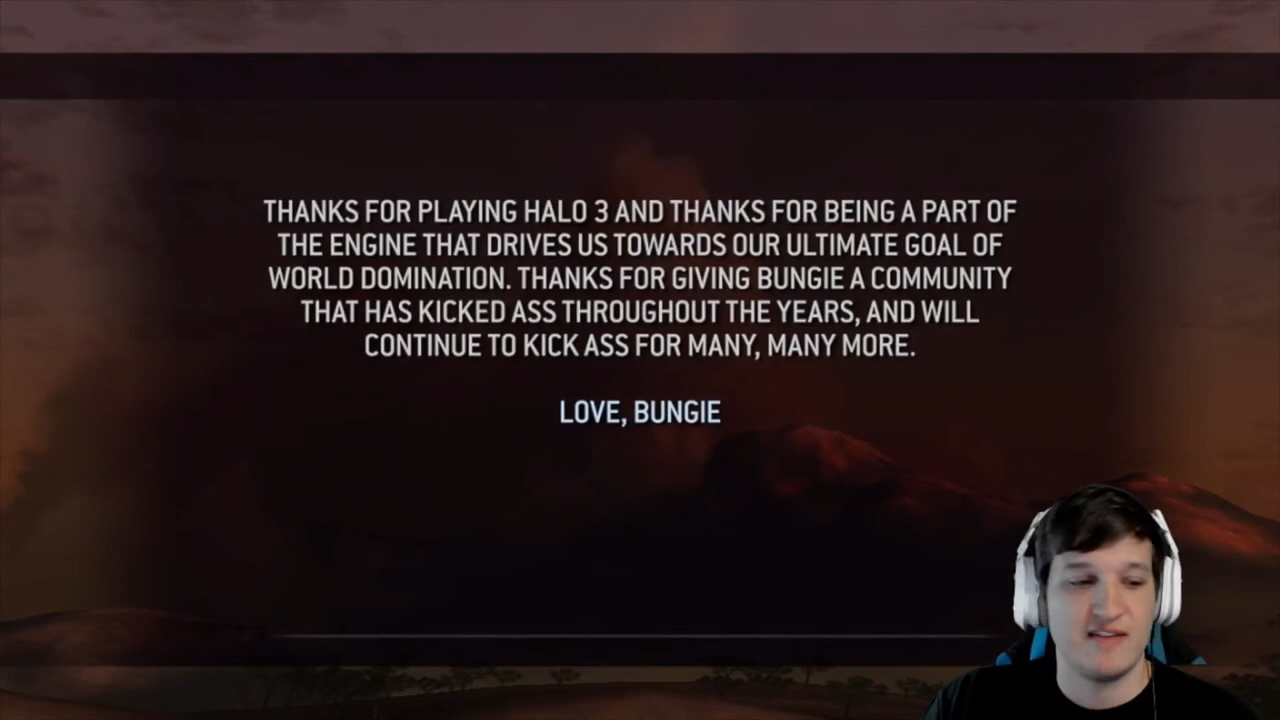 THANKS FOR PLAYING HALO 3 AND THANKS FOR BEING A PART OF
THE ENGINE THAT DRIVES US TOWARDS OUR ULTIMATE GOAL OF
WORLD DOMINATION. THANKS FOR GIVING BUNGIE A COMMUNITY
THAT HAS KICKED ASS THROUGHOUT THE YEARS, AND WILL
CONTINUE TO KICK ASS FOR MANY, MANY MORE.
LOVE, BUNGIE